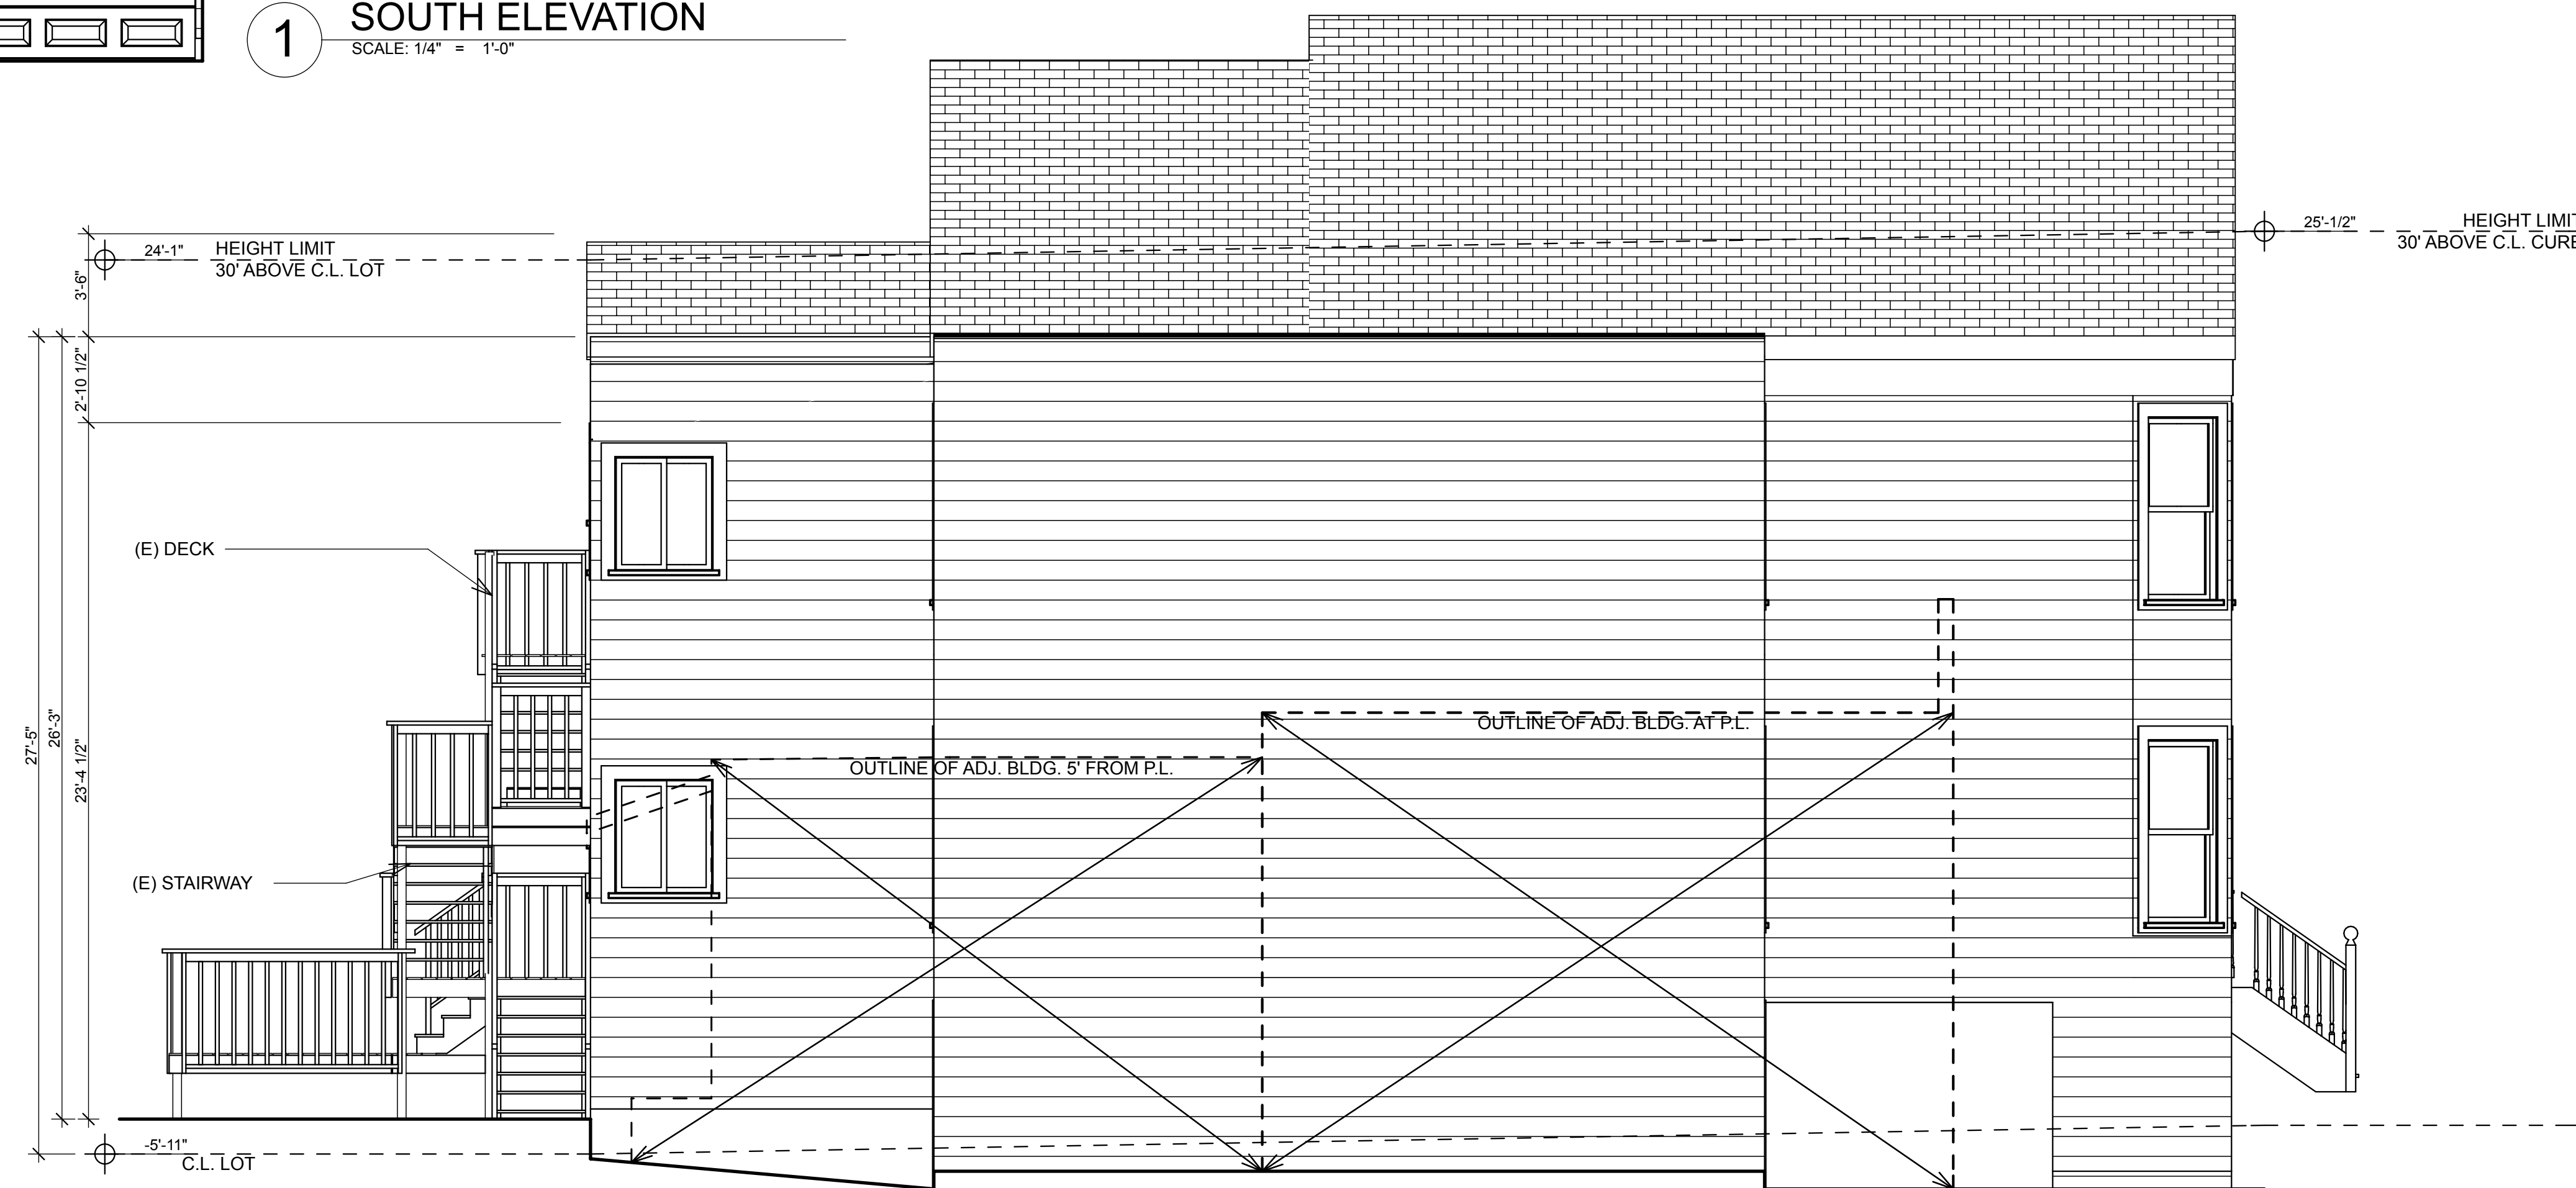 1
SOUTH ELEVATION
SCALE: 1/4" = 1'-0"
24'-1"
HEIGHT LIMIT
30' ABOVE C.L. LOT
25'-1/2"
HEIGHT LIMIT
30' ABOVE C.L. CURB
3'-6"
2'-10 1/2"
27'-5"
26'-3"
23'-4 1/2"
(E) DECK
(E) STAIRWAY
OUTLINE OF ADJ. BLDG. AT P.L.
OUTLINE OF ADJ. BLDG. 5' FROM P.L.
-5'-11"
C.L. LOT